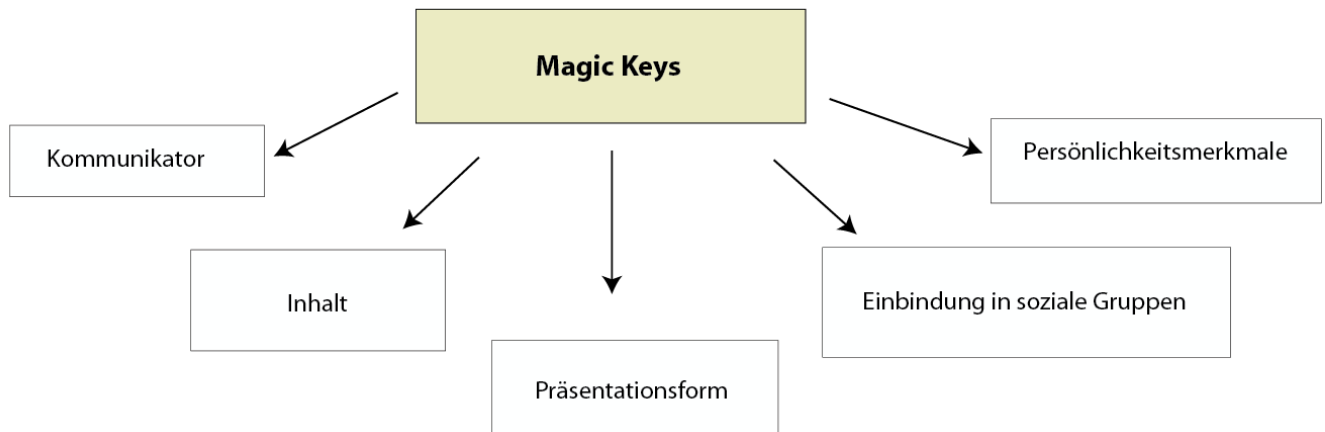 Magic Keys
Kommunikator
Persönlichkeitsmerkmale
Inhalt
Einbindung in soziale Gruppen
Präsentationsform